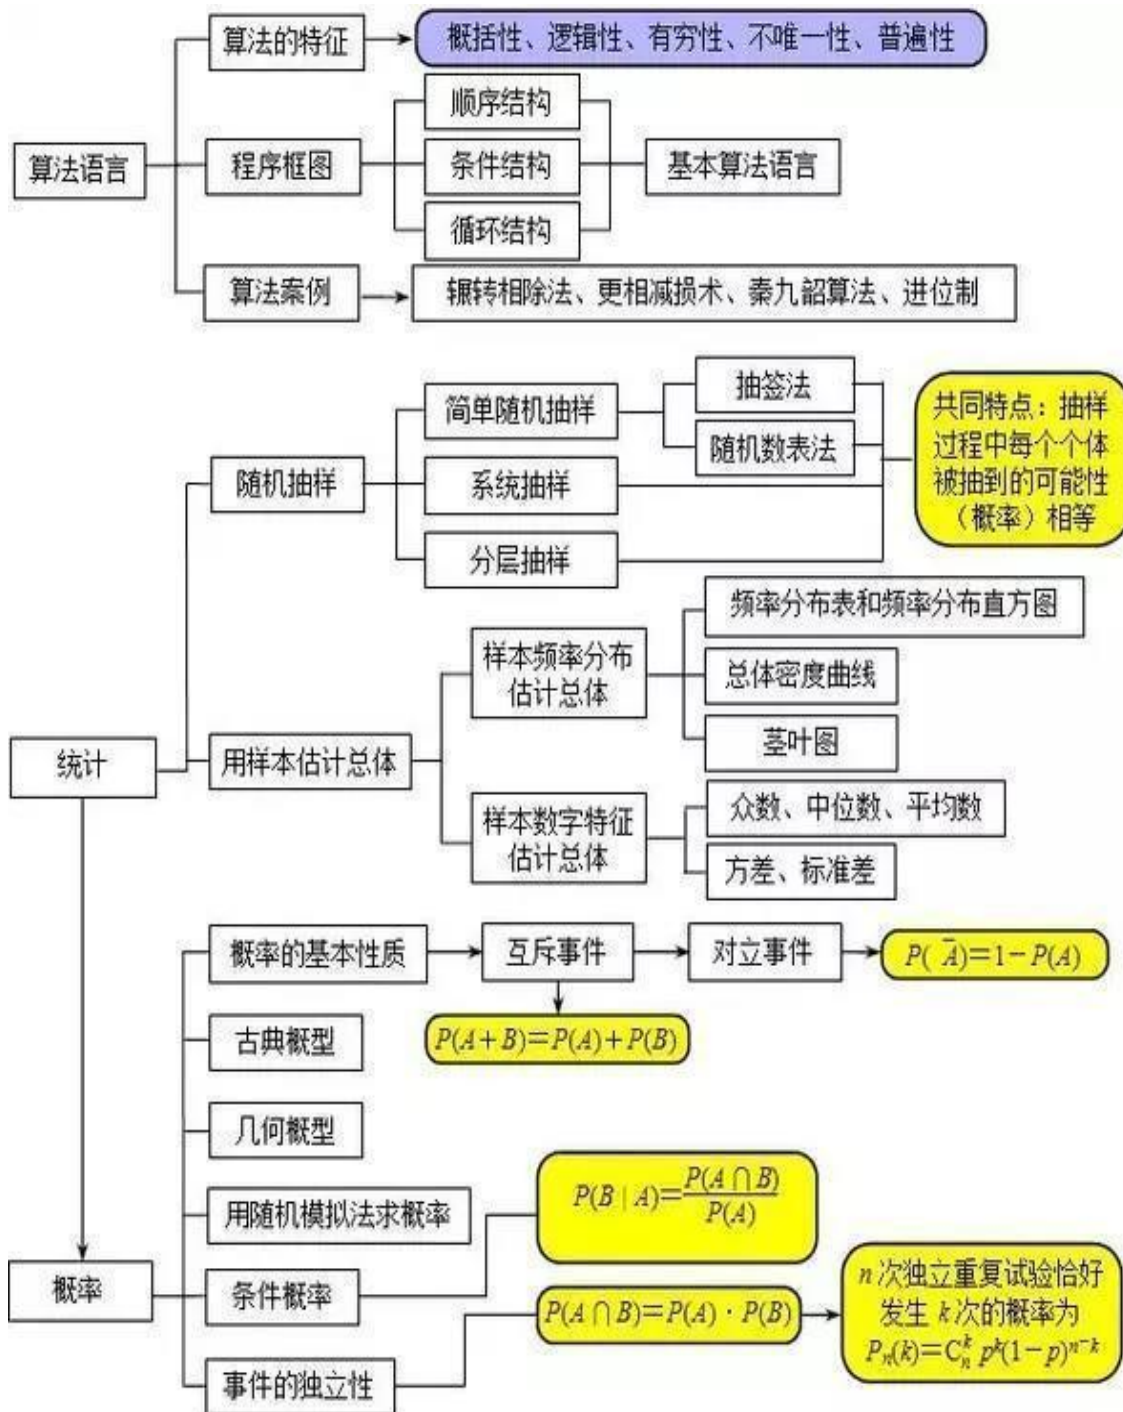 算法的特征
概括性、逻辑性、有穷性、不唯一性、普遍性
算法语言
程序框图
顺序结构
条件结构
循环结构
基本算法语言
算法案例
辗转相除法、更相减损术、秦九韶算法、进位制
统计
随机抽样
简单随机抽样
抽签法
随机数表法
系统抽样
分层抽样
共同特点：抽样
过程中每个个体
被抽到的可能性
（概率）相等
用样本估计总体
样本频率分布
估计总体
频率分布表和频率分布直方图
总体密度曲线
茎叶图
样本数字特征
估计总体
众数、中位数、平均数
方差、标准差
概率
概率的基本性质
互斥事件
对立事件
P(Ā)=1-P(A)
P(A+B)=P(A)+P(B)
古典概型
几何概型
用随机模拟法求概率
条件概率
P(B|A)=P(A∩B)/P(A)
事件的独立性
P(A∩B)=P(A)·P(B)
n次独立重复试验恰好
发生k次的概率为
Pₙ(k)=Cₙᵏ pᵏ(1-p)ⁿ⁻ᵏ